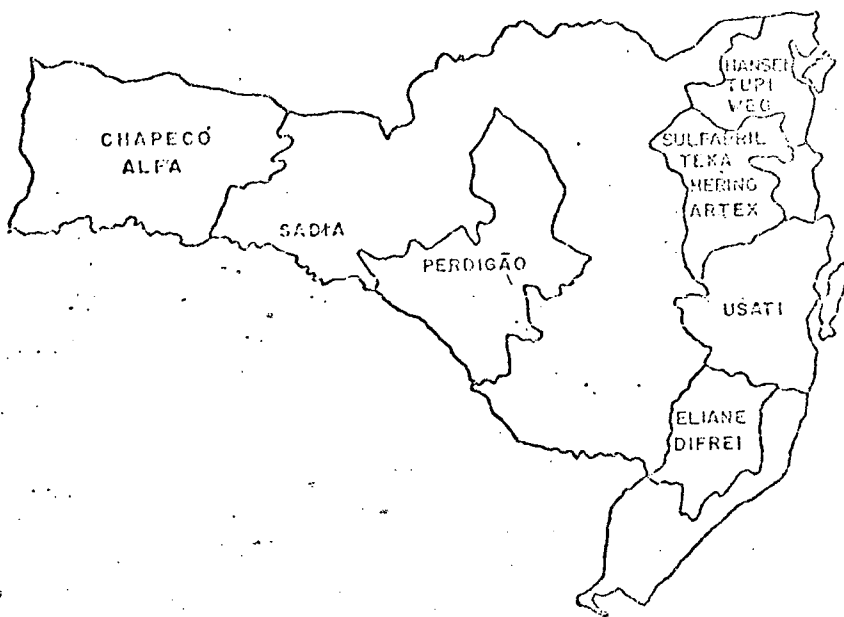 CHAPECÓ
ALFA
SADIA
PERDIGÃO
HANSEN
TUPI
WEG
SULFABRIL
TEKA
HERING
ARTEX
USATI
ELIANE
DIFREI